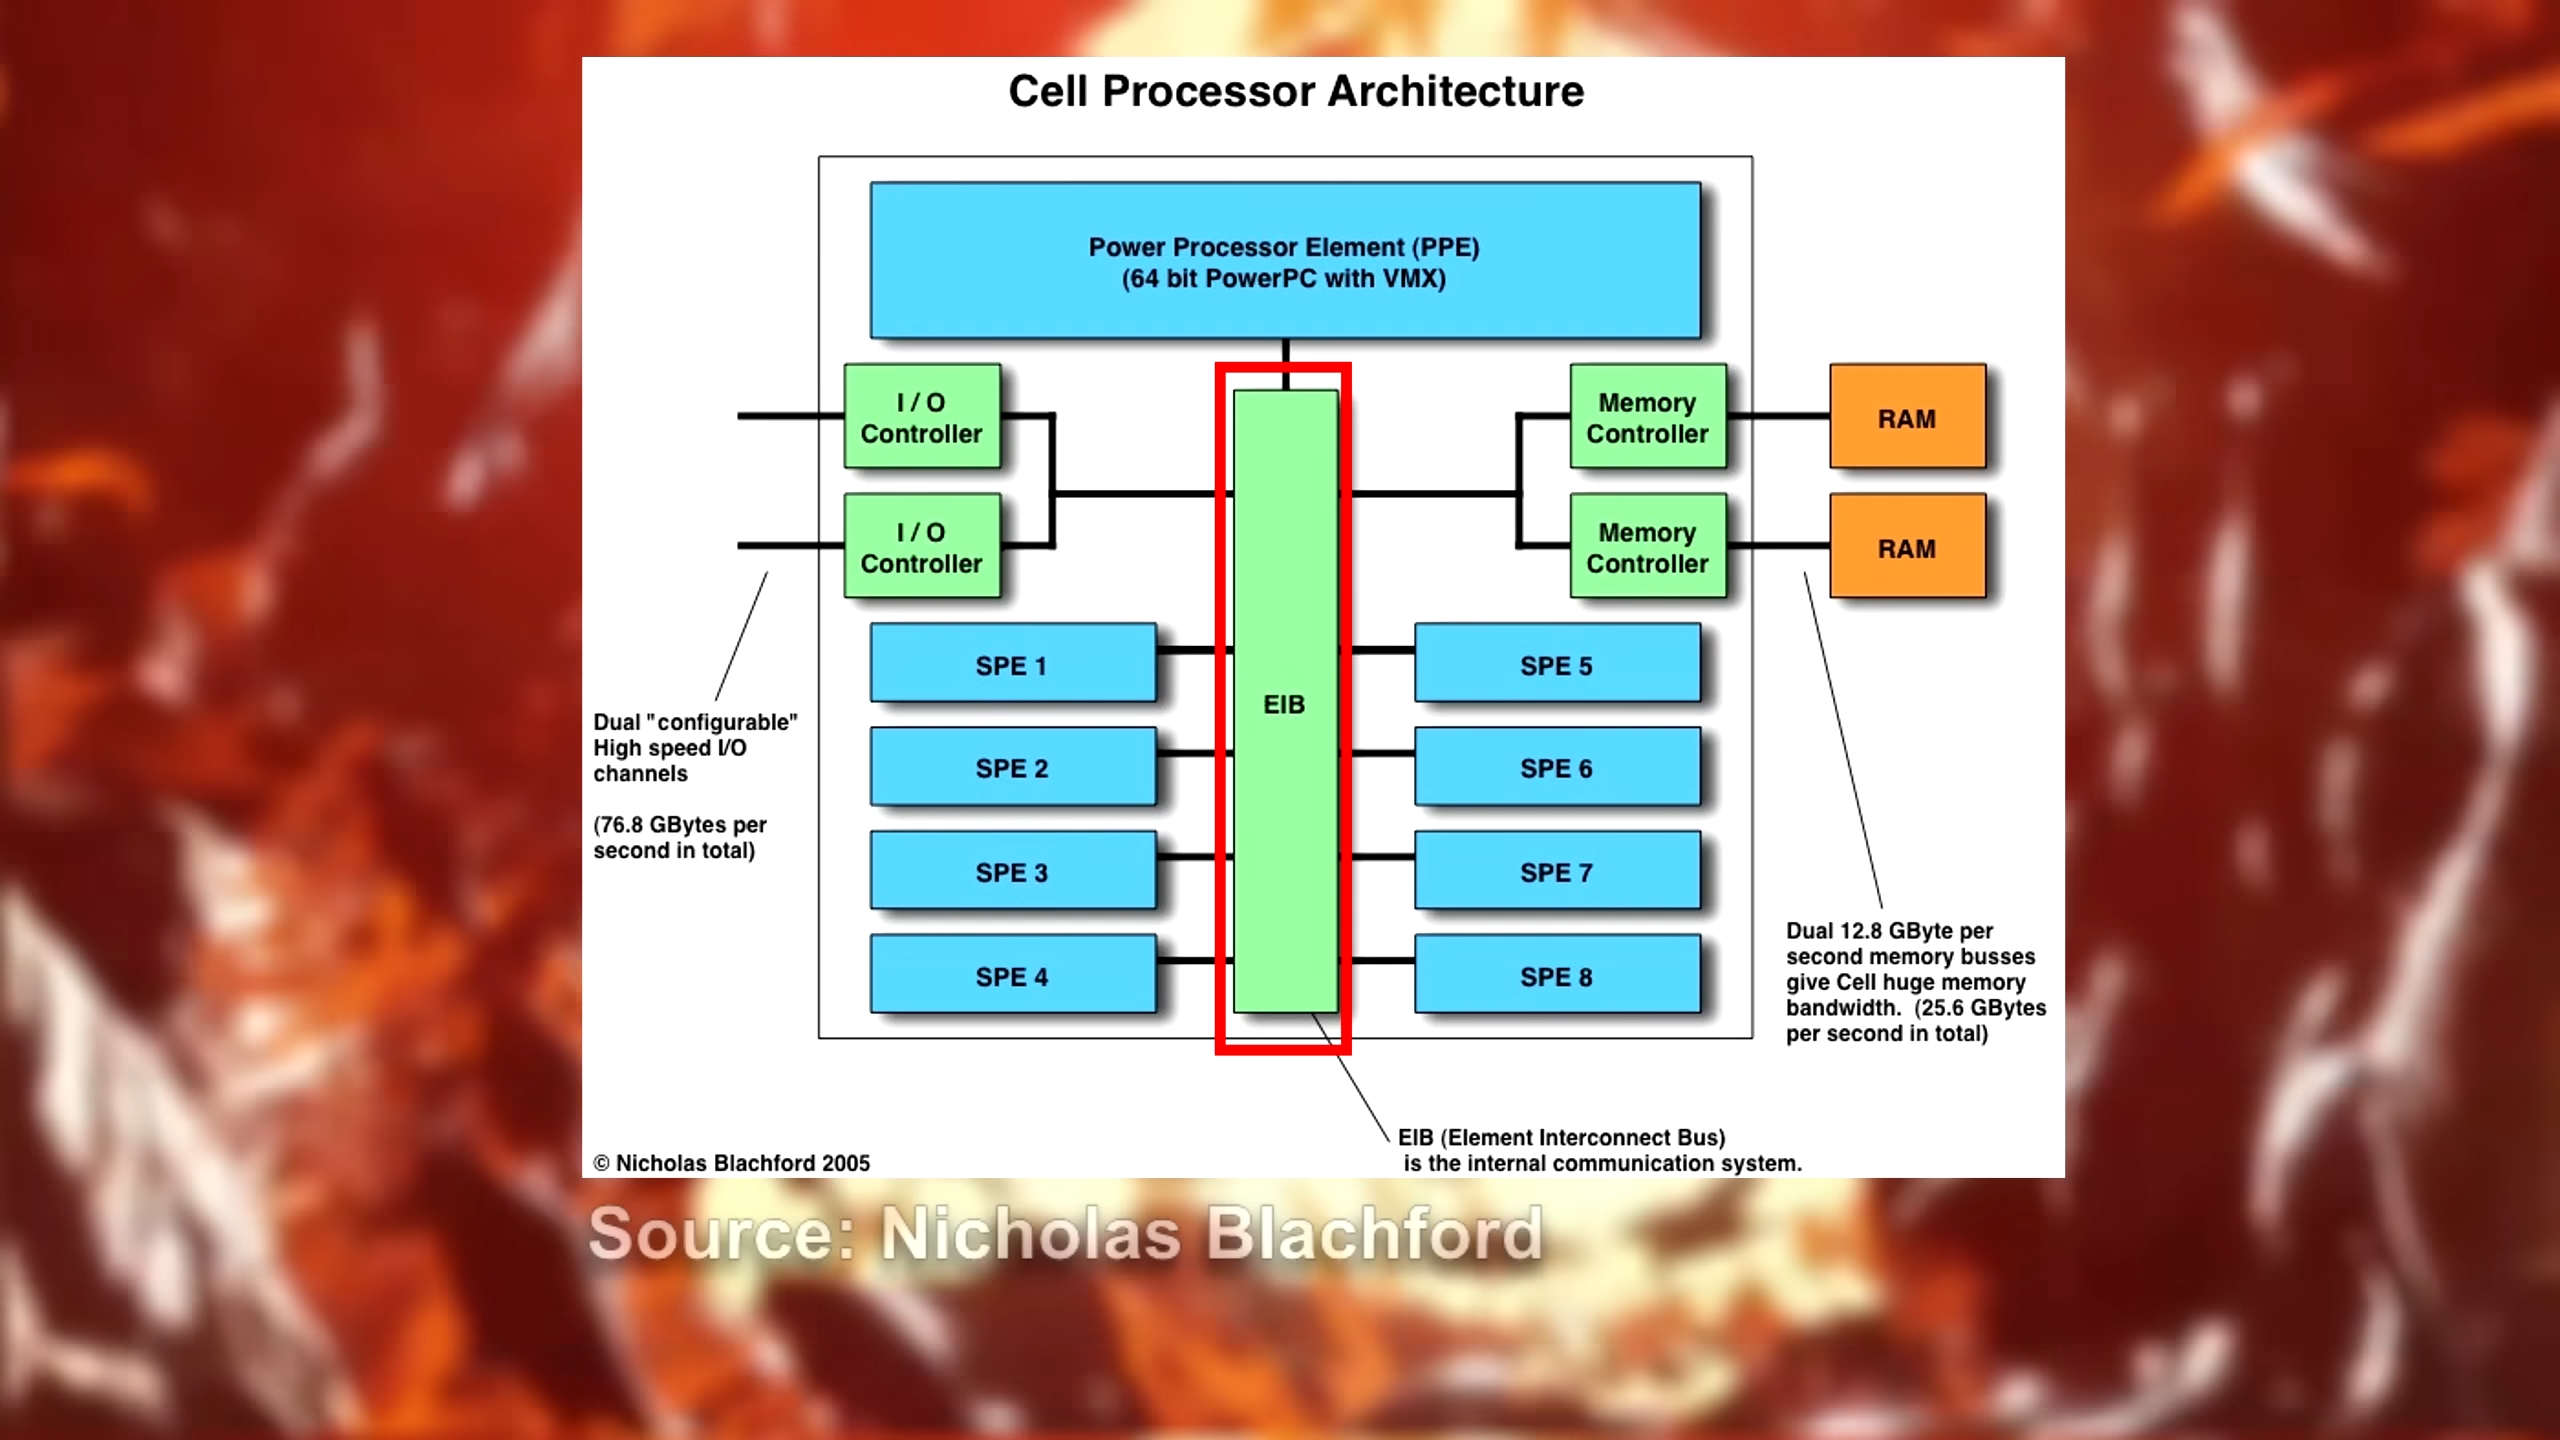 Cell Processor Architecture
Power Processor Element (PPE)
(64 bit PowerPC with VMX)
I / O
Controller
I / O
Controller
Memory
Controller
Memory
Controller
RAM
RAM
EIB
SPE 1
SPE 2
SPE 3
SPE 4
SPE 5
SPE 6
SPE 7
SPE 8
Dual "configurable"
High speed I/O
channels
(76.8 GBytes per
second in total)
Dual 12.8 GByte per
second memory busses
give Cell huge memory
bandwidth. (25.6 GBytes
per second in total)
EIB (Element Interconnect Bus)
is the internal communication system.
© Nicholas Blachford 2005
Source: Nicholas Blachford